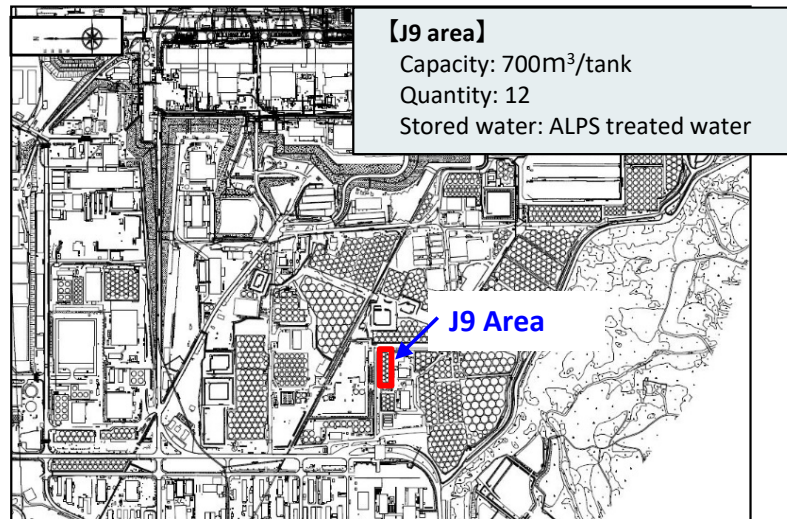 【J9 area】
Capacity: 700m³/tank
Quantity: 12
Stored water: ALPS treated water
J9 Area